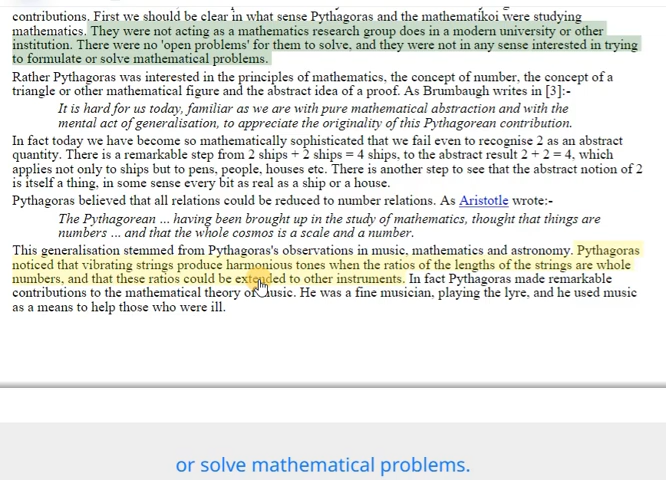 contributions. First we should be clear in what sense Pythagoras and the mathematikoi were studying
mathematics. They were not acting as a mathematics research group does in a modern university or other
institution. There were no 'open problems' for them to solve, and they were not in any sense interested in trying
to formulate or solve mathematical problems.
Rather Pythagoras was interested in the principles of mathematics, the concept of number, the concept of a
triangle or other mathematical figure and the abstract idea of a proof. As Brumbaugh writes in [3]:-
It is hard for us today, familiar as we are with pure mathematical abstraction and with the
mental act of generalisation, to appreciate the originality of this Pythagorean contribution.
In fact today we have become so mathematically sophisticated that we fail even to recognise 2 as an abstract
quantity. There is a remarkable step from 2 ships + 2 ships = 4 ships, to the abstract result 2 + 2 = 4, which
applies not only to ships but to pens, people, houses etc. There is another step to see that the abstract notion of 2
is itself a thing, in some sense every bit as real as a ship or a house.
Pythagoras believed that all relations could be reduced to number relations. As Aristotle wrote:-
The Pythagorean ... having been brought up in the study of mathematics, thought that things are
numbers ... and that the whole cosmos is a scale and a number.
This generalisation stemmed from Pythagoras's observations in music, mathematics and astronomy. Pythagoras
noticed that vibrating strings produce harmonious tones when the ratios of the lengths of the strings are whole
numbers, and that these ratios could be extended to other instruments. In fact Pythagoras made remarkable
contributions to the mathematical theory of music. He was a fine musician, playing the lyre, and he used music
as a means to help those who were ill.
or solve mathematical problems.